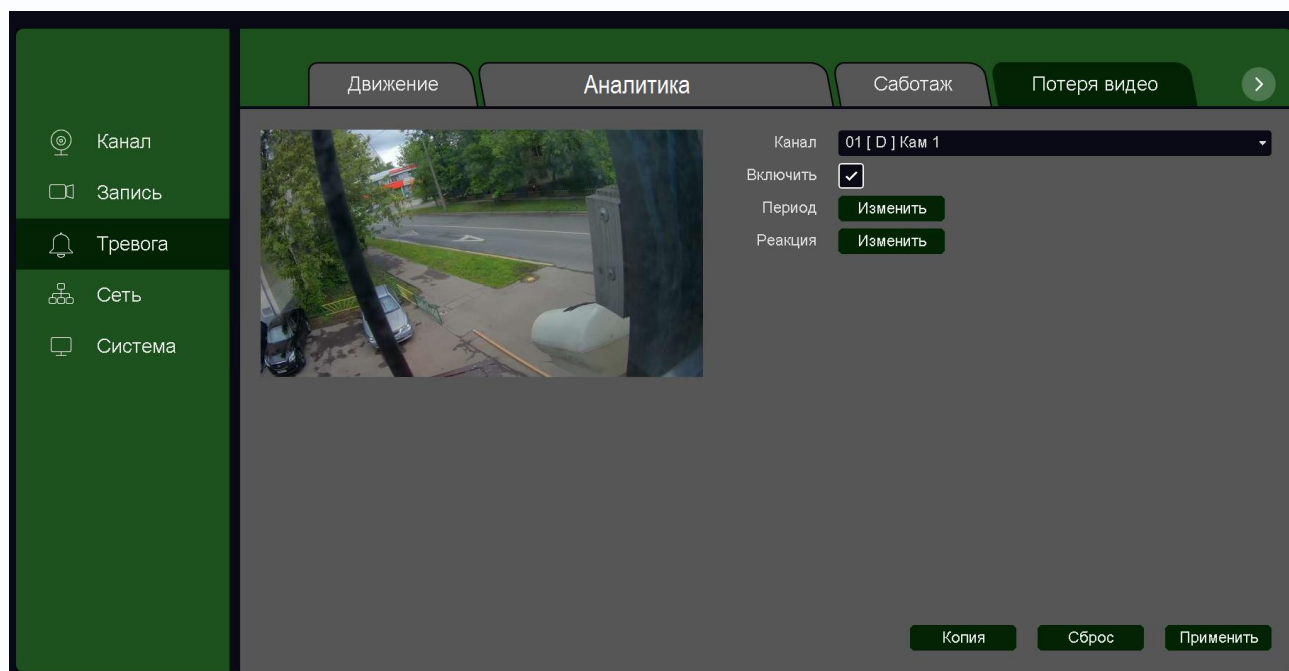 Движение Аналитика Саботаж Потеря видео
Канал
Запись
Тревога
Сеть
Система
Канал 01 [ D ] Кам 1
Включить
Период Изменить
Реакция Изменить
Копия Сброс Применить